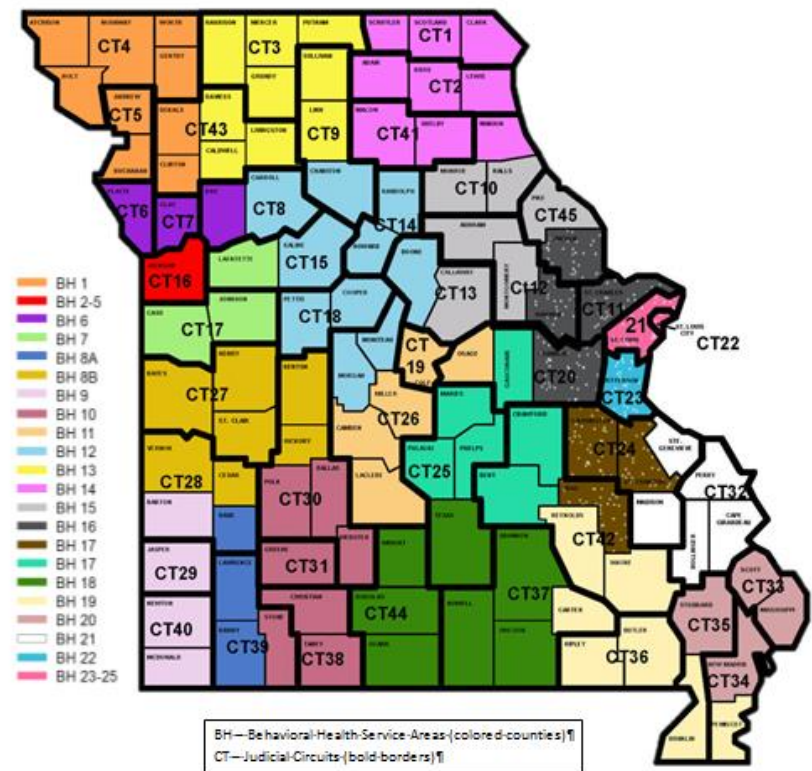 ATCHISON
NODAWAY
WORTH
HARRISON
MERCER
PUTNAM
SCHUYLER
SCOTLAND
CLARK
CT4
CT3
CT1
GENTRY
SULLIVAN
ADAIR
KNOX
LEWIS
HOLT
GRUNDY
CT2
ANDREW
DEKALB
DAVIESS
LINN
MACON
SHELBY
MARION
CT5
CT43
CT9
CT41
LIVINGSTON
CALDWELL
CLINTON
BUCHANAN
CARROLL
CHARITON
RANDOLPH
MONROE
RALLS
PLATTE
CLAY
RAY
CT10
PIKE
CT6
CT7
CT8
CT14
CT45
AUDRAIN
LAFAYETTE
SALINE
HOWARD
BOONE
CT16
CT15
CALLAWAY
MONTGOMERY
CT12
ST. CHARLES
CT11
CT13
JOHNSON
COOPER
PETTIS
CT18
21
ST. LOUIS
CITY
CT22
CASS
CT17
MONITEAU
CT
19
COLE
OSAGE
GASCONADE
CT20
JEFFERSON
CT23
HENRY
BENTON
MORGAN
MILLER
BATES
CT27
CT26
MARIES
CRAWFORD
CT24
STE.
GENEVIEVE
ST. CLAIR
CAMDEN
HICKORY
PULASKI
PHELPS
CT25
DENT
PERRY
VERNON
CEDAR
CT28
POLK
DALLAS
LACLEDE
CT30
MADISON
CT32
CAPE
GIRARDEAU
BOLLINGER
BARTON
TEXAS
REYNOLDS
CT42
JASPER
GREENE
WEBSTER
WRIGHT
SHANNON
CT29
CT31
LAWRENCE
SCOTT
CT33
MISSISSIPPI
NEWTON
CHRISTIAN
DOUGLAS
CT37
CARTER
STODDARD
CT40
CT44
CT35
BARRY
STONE
HOWELL
OREGON
RIPLEY
BUTLER
CT39
TANEY
CT38
OZARK
CT36
NEW MADRID
CT34
MCDONALD
DUNKLIN
PEMISCOT
BH 1
BH 2-5
BH 6
BH 7
BH 8A
BH 8B
BH 9
BH 10
BH 11
BH 12
BH 13
BH 14
BH 15
BH 16
BH 17
BH 17
BH 18
BH 19
BH 20
BH 21
BH 22
BH 23-25
BH—Behavioral·Health·Service·Areas·(colored·counties)¶
CT—Judicial·Circuits·(bold·borders)¶